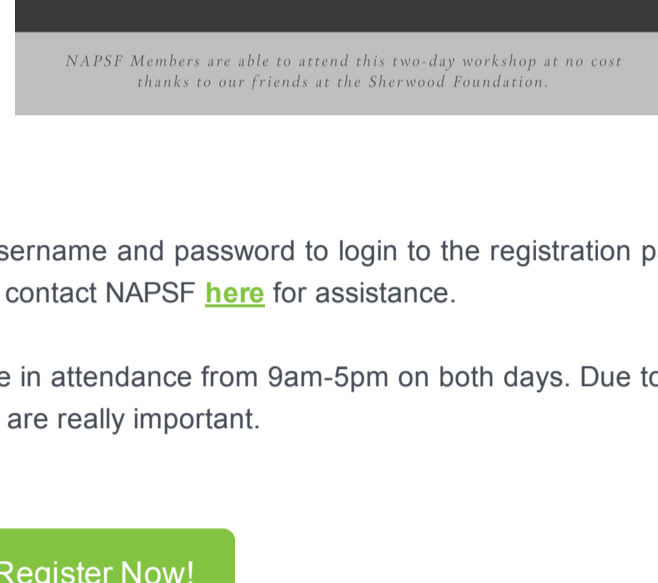 NAPSF Members are able to attend this two-day workshop at no cost
thanks to our friends at the Sherwood Foundation.
sername and password to login to the registration p
contact NAPSF here for assistance.
e in attendance from 9am-5pm on both days. Due to
are really important.
Register Now!